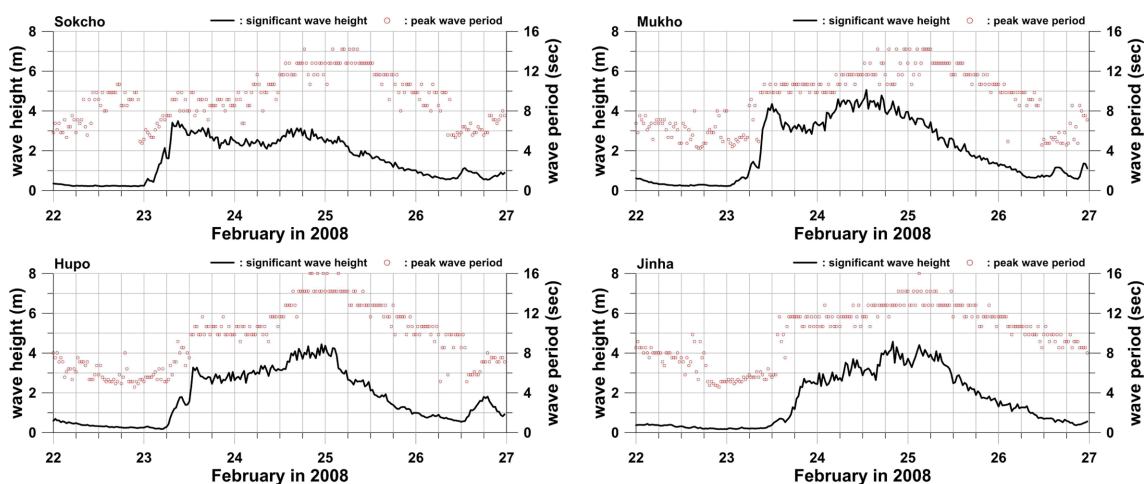 Sokcho — : significant wave height ○ : peak wave period
8 16
6 12
4 8
2 4
0 0
wave height (m)
wave period (sec)
22 23 24 25 26 27
February in 2008
Mukho — : significant wave height ○ : peak wave period
8 16
6 12
4 8
2 4
0 0
wave height (m)
wave period (sec)
22 23 24 25 26 27
February in 2008
Hupo — : significant wave height ○ : peak wave period
8 16
6 12
4 8
2 4
0 0
wave height (m)
wave period (sec)
22 23 24 25 26 27
February in 2008
Jinha — : significant wave height ○ : peak wave period
8 16
6 12
4 8
2 4
0 0
wave height (m)
wave period (sec)
22 23 24 25 26 27
February in 2008